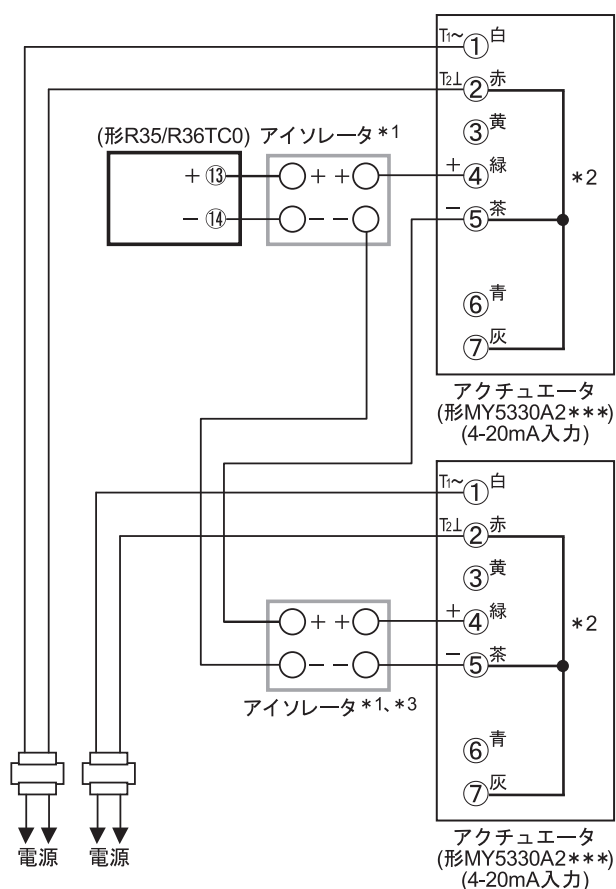 T1~ ① 白
T2⊥ ② 赤
③ 黄
+ ④ 緑
− ⑤ 茶
⑥ 青
⑦ 灰
*2
アクチュエータ
(形MY5330A2***)
(4-20mA入力)
(形R35/R36TC0)
+ ⑬
− ⑭
アイソレータ *1
+ +
− −
T1~ ① 白
T2⊥ ② 赤
③ 黄
+ ④ 緑
− ⑤ 茶
⑥ 青
⑦ 灰
*2
アクチュエータ
(形MY5330A2***)
(4-20mA入力)
+ +
− −
アイソレータ *1、*3
電源
電源